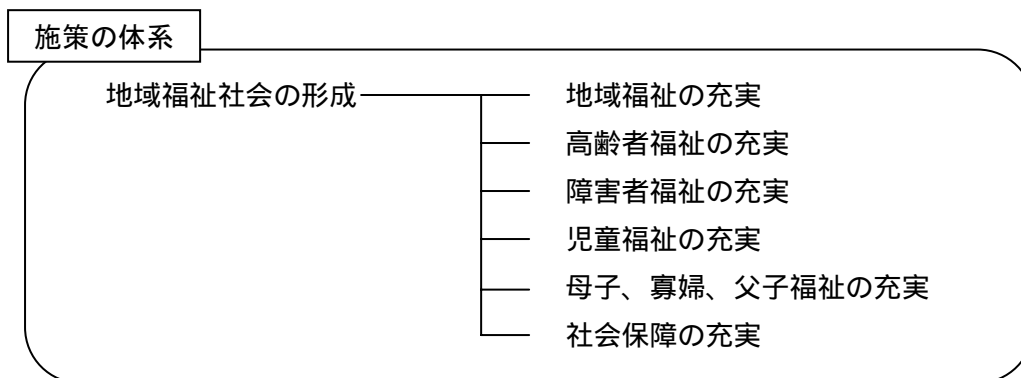 施策の体系
地域福祉社会の形成 地域福祉の充実
高齢者福祉の充実
障害者福祉の充実
児童福祉の充実
母子、寡婦、父子福祉の充実
社会保障の充実